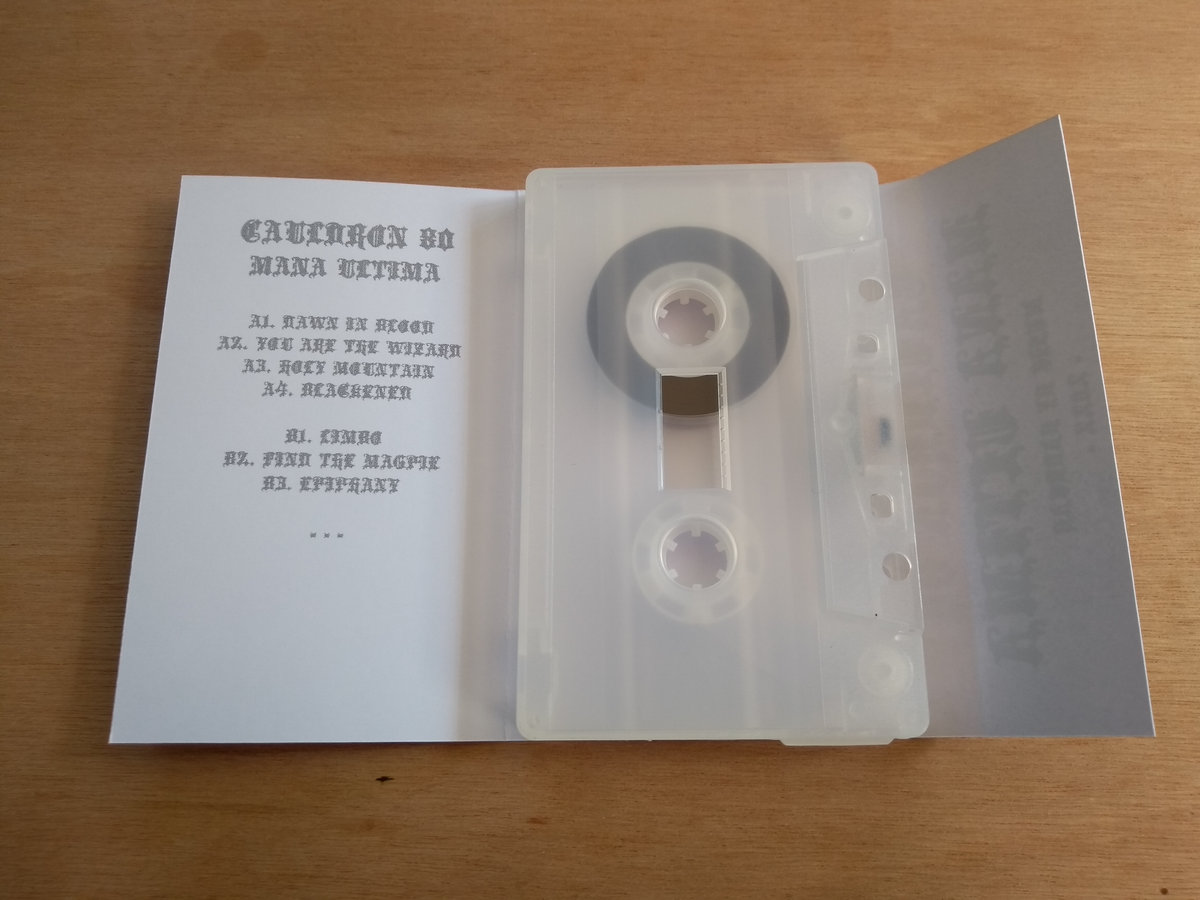 CAULDRON 80
MANA ULTIMA
A1. DAWN IN BLOOD
A2. YOU ARE THE WIZARD
A3. HOLY MOUNTAIN
A4. BLACKENED
B1. LIMBO
B2. FIND THE MAGPIE
B3. EPIPHANY